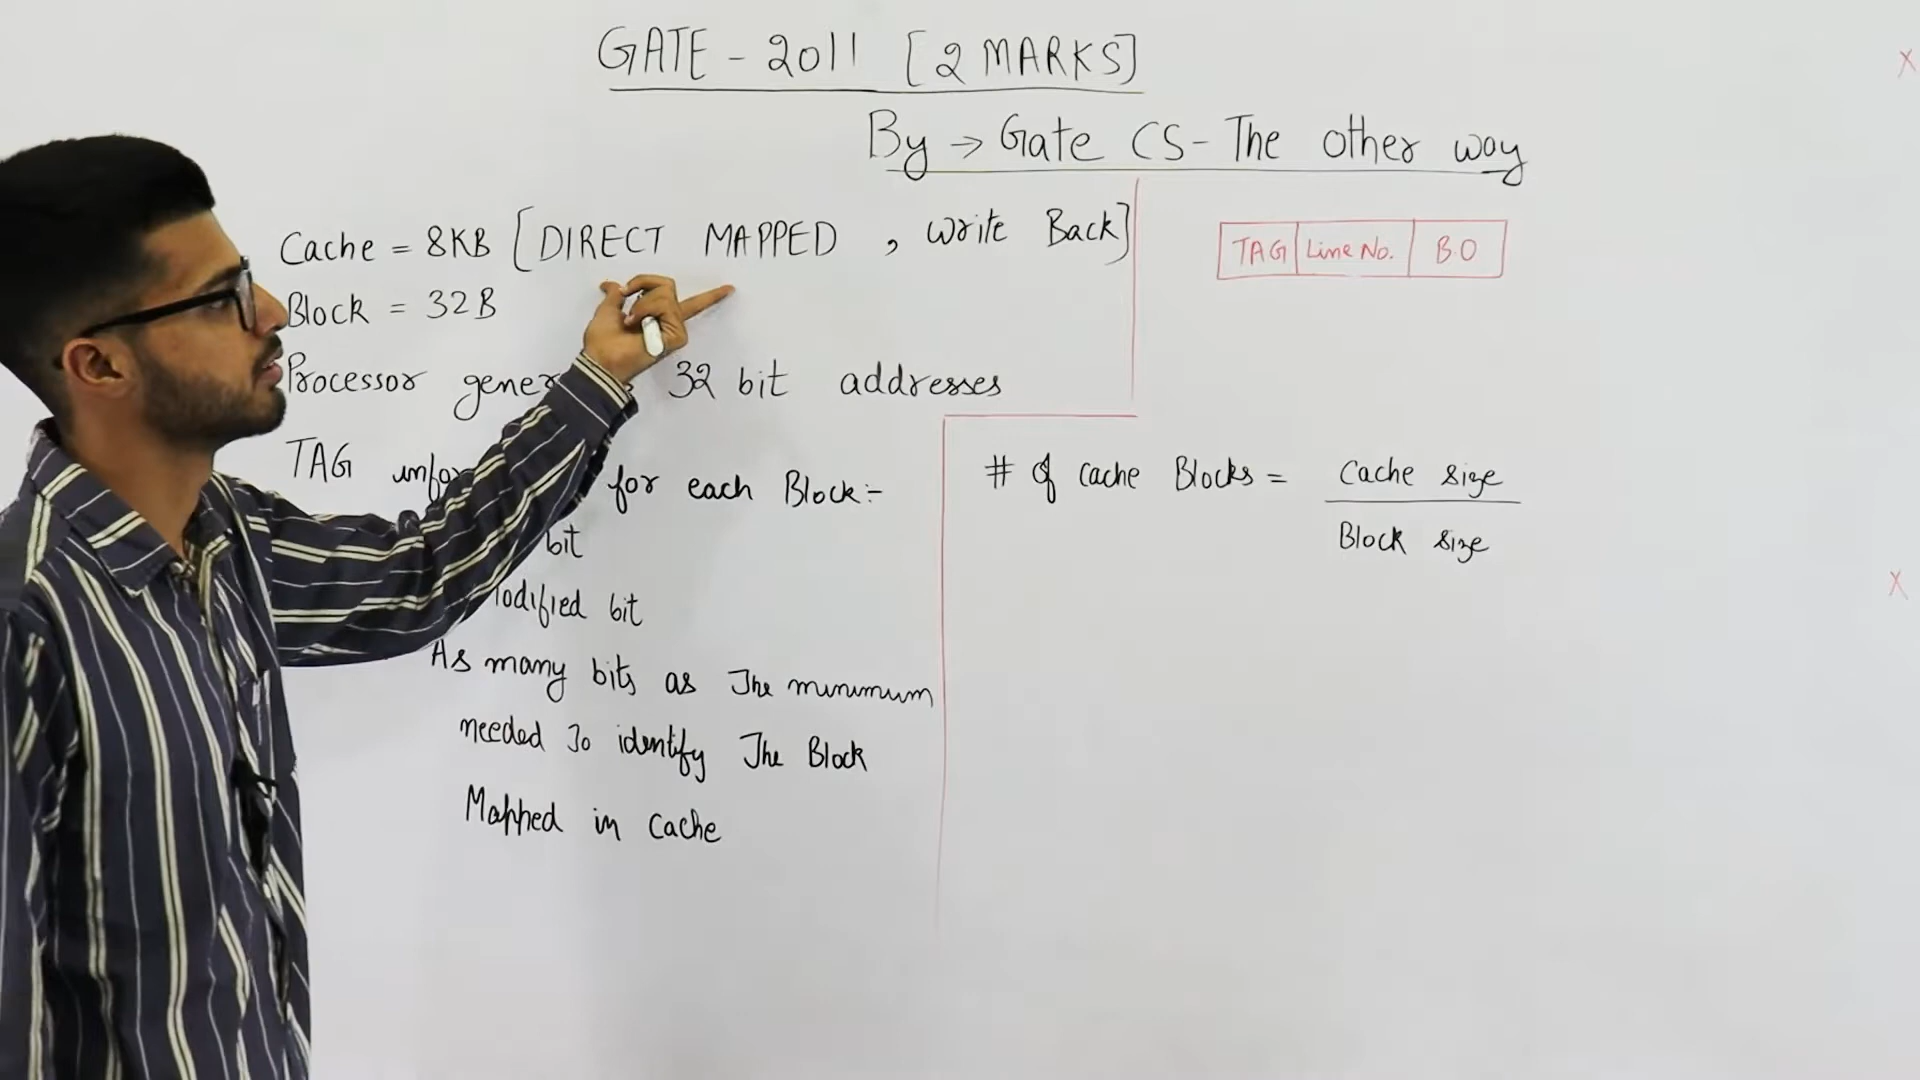 GATE - 2011 [2 MARKS]
By → Gate CS - The other way
Cache = 8KB [DIRECT MAPPED , write Back]
Block = 32B
Processor 32 bit addresses
TAG for each Block :-
bit
bit
As many bits as The minimum
needed To identify The Block
Mapped in cache
TAG Line No. B.O
# of cache Blocks = Cache size
Block size
X
X